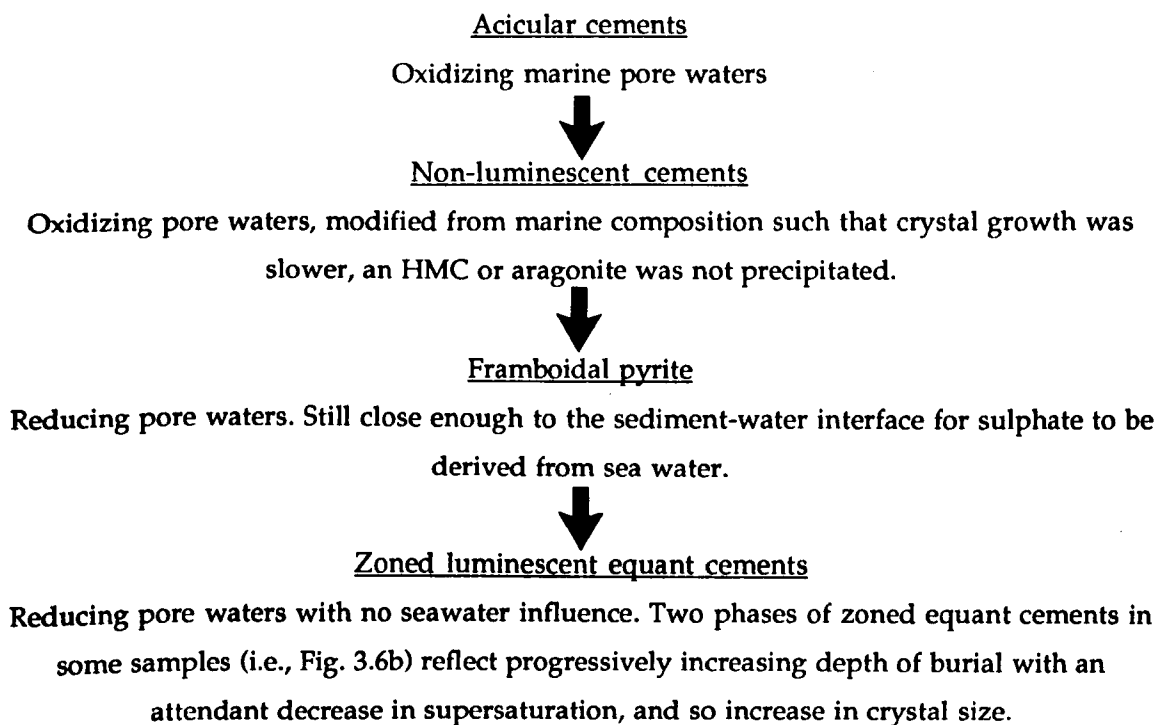 Acicular cements
Oxidizing marine pore waters
Non-luminescent cements
Oxidizing pore waters, modified from marine composition such that crystal growth was
slower, an HMC or aragonite was not precipitated.
Framboidal pyrite
Reducing pore waters. Still close enough to the sediment-water interface for sulphate to be
derived from sea water.
Zoned luminescent equant cements
Reducing pore waters with no seawater influence. Two phases of zoned equant cements in
some samples (i.e., Fig. 3.6b) reflect progressively increasing depth of burial with an
attendant decrease in supersaturation, and so increase in crystal size.